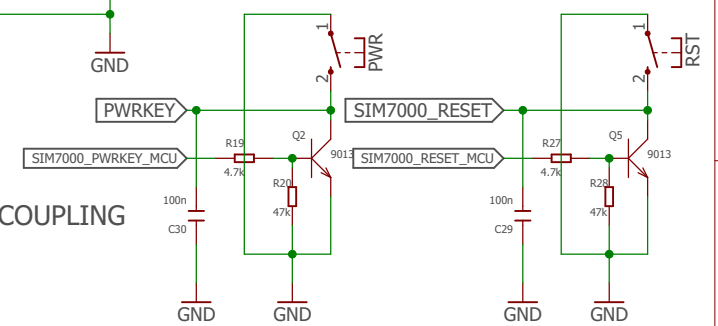 GND
1
PWR
2
PWRKEY
SIM7000_PWRKEY_MCU
R19
4.7k
Q2
9013
R20
47k
100n
C30
COUPLING
GND
GND
1
RST
2
SIM7000_RESET
SIM7000_RESET_MCU
R27
4.7k
Q5
9013
R28
47k
100n
C29
GND
GND